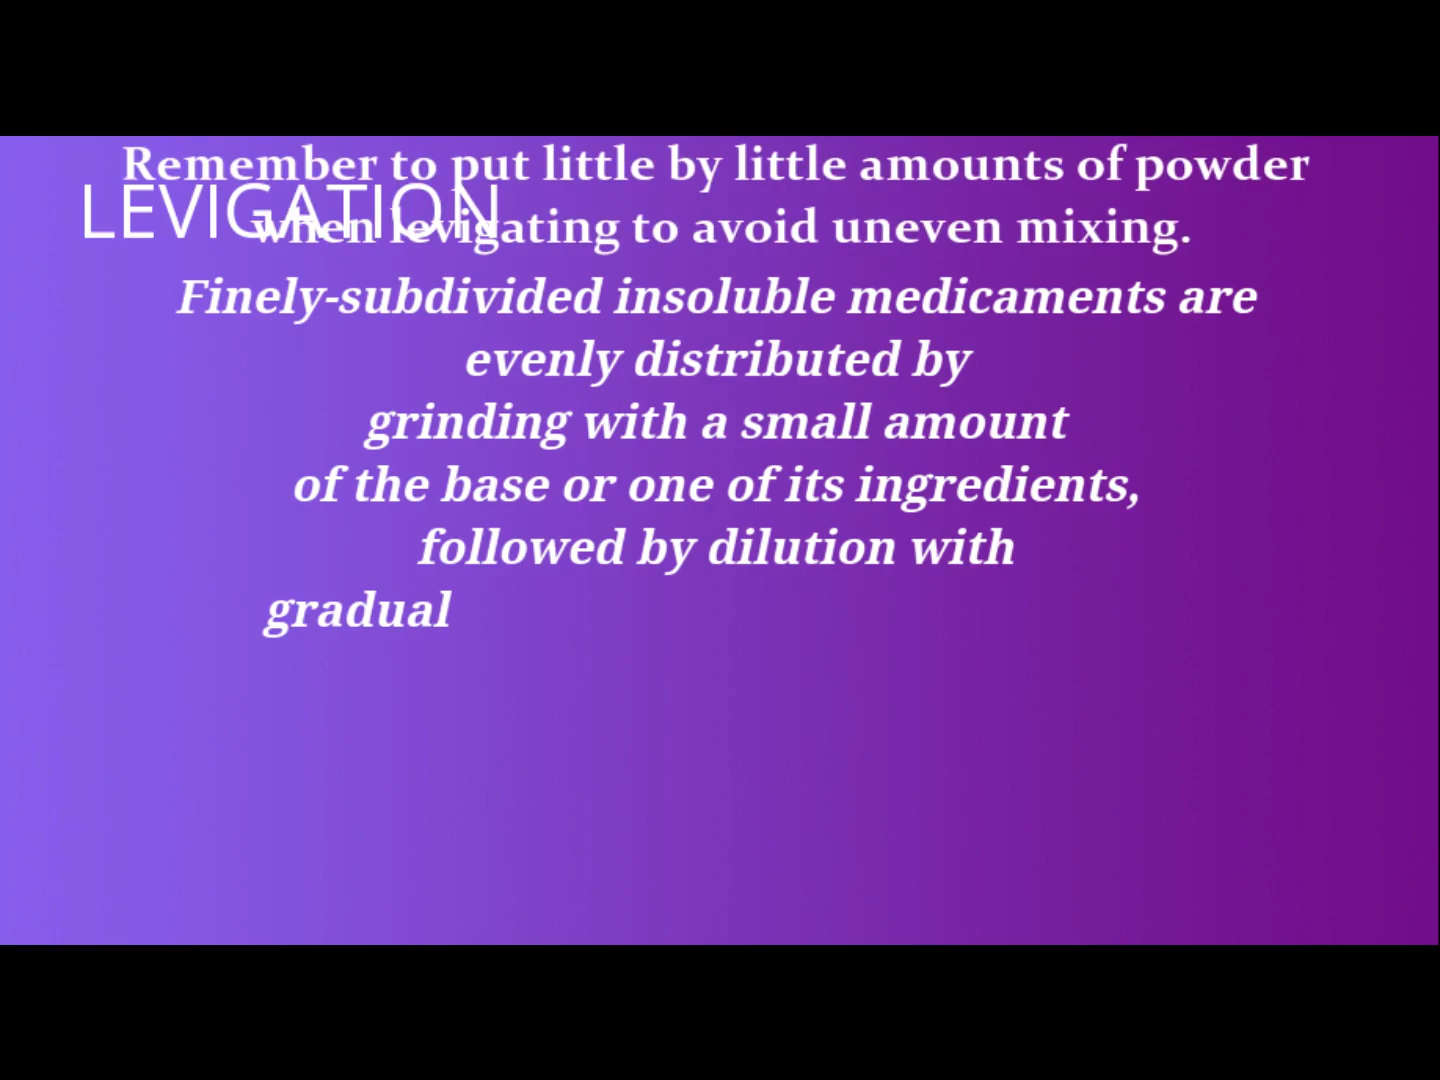 Remember to put little by little amounts of powder
LEVIGATION
when levigating to avoid uneven mixing.
Finely-subdivided insoluble medicaments are
evenly distributed by
grinding with a small amount
of the base or one of its ingredients,
followed by dilution with
gradual